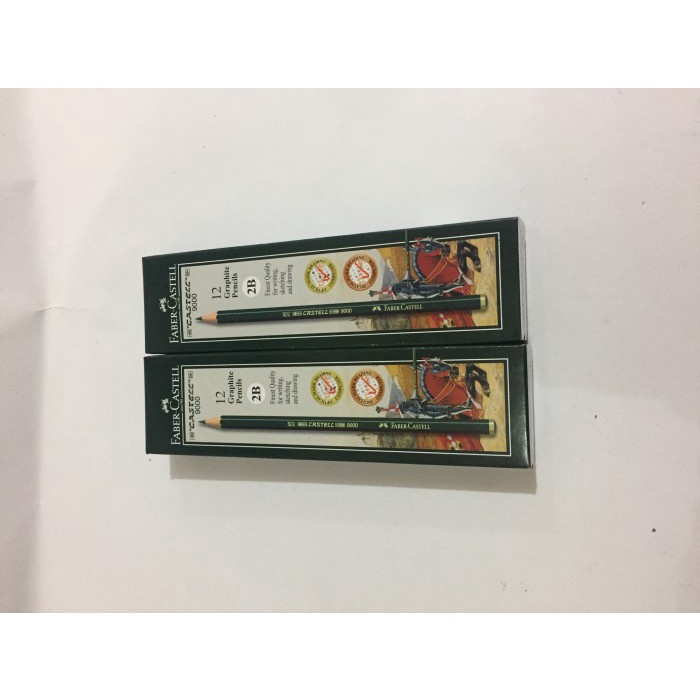 FABER-CASTELL
CASTELL
9000
12
Graphite
Pencils
2B
Finest Quality
for writing,
sketching
and drawing
CASTELL 9000 FABER-CASTELL
FABER-CASTELL
CASTELL
9000
12
Graphite
Pencils
2B
Finest Quality
for writing,
sketching
and drawing
CASTELL 9000 FABER-CASTELL